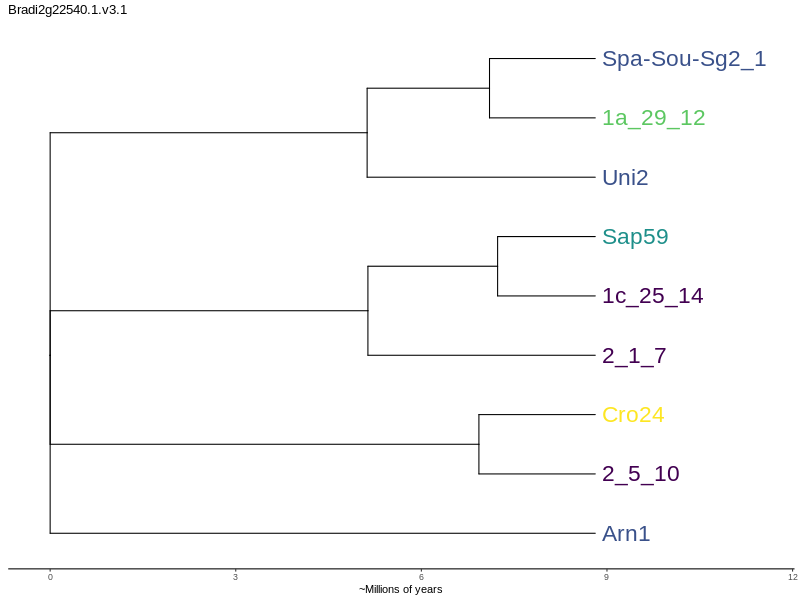 Bradi2g22540.1.v3.1
Spa-Sou-Sg2_1
1a_29_12
Uni2
Sap59
1c_25_14
2_1_7
Cro24
2_5_10
Arn1
0 3 6 9 12
~Millions of years